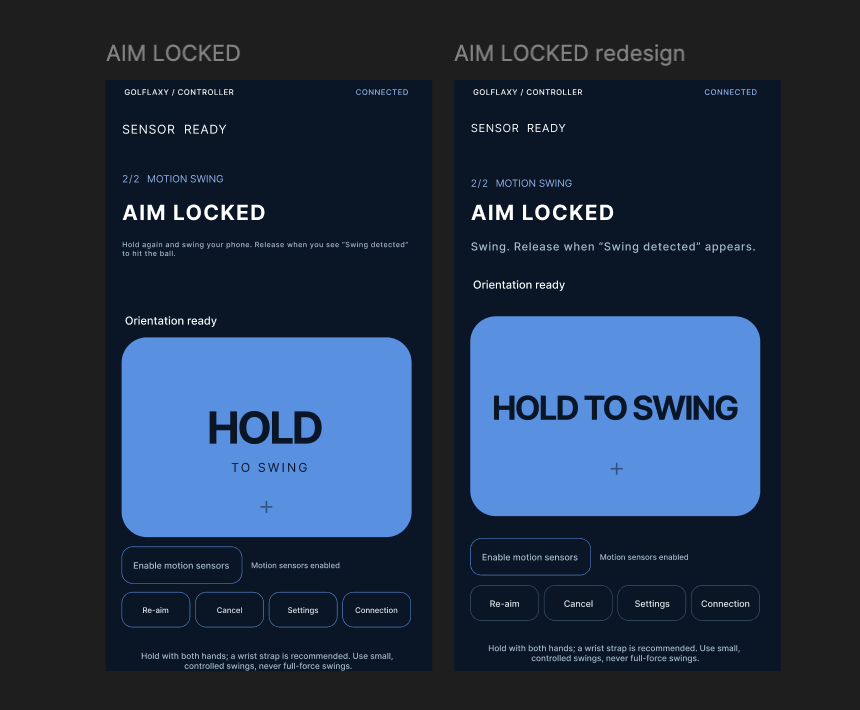 AIM LOCKED
GOLFLAXY / CONTROLLER
CONNECTED
SENSOR READY
2/2 MOTION SWING
AIM LOCKED
Hold again and swing your phone. Release when you see “Swing detected”
to hit the ball.
Orientation ready
HOLD
TO SWING
+
Enable motion sensors
Motion sensors enabled
Re-aim
Cancel
Settings
Connection
Hold with both hands; a wrist strap is recommended. Use small,
controlled swings, never full-force swings.
AIM LOCKED redesign
GOLFLAXY / CONTROLLER
CONNECTED
SENSOR READY
2/2 MOTION SWING
AIM LOCKED
Swing. Release when “Swing detected” appears.
Orientation ready
HOLD TO SWING
+
Enable motion sensors
Motion sensors enabled
Re-aim
Cancel
Settings
Connection
Hold with both hands; a wrist strap is recommended. Use small,
controlled swings, never full-force swings.